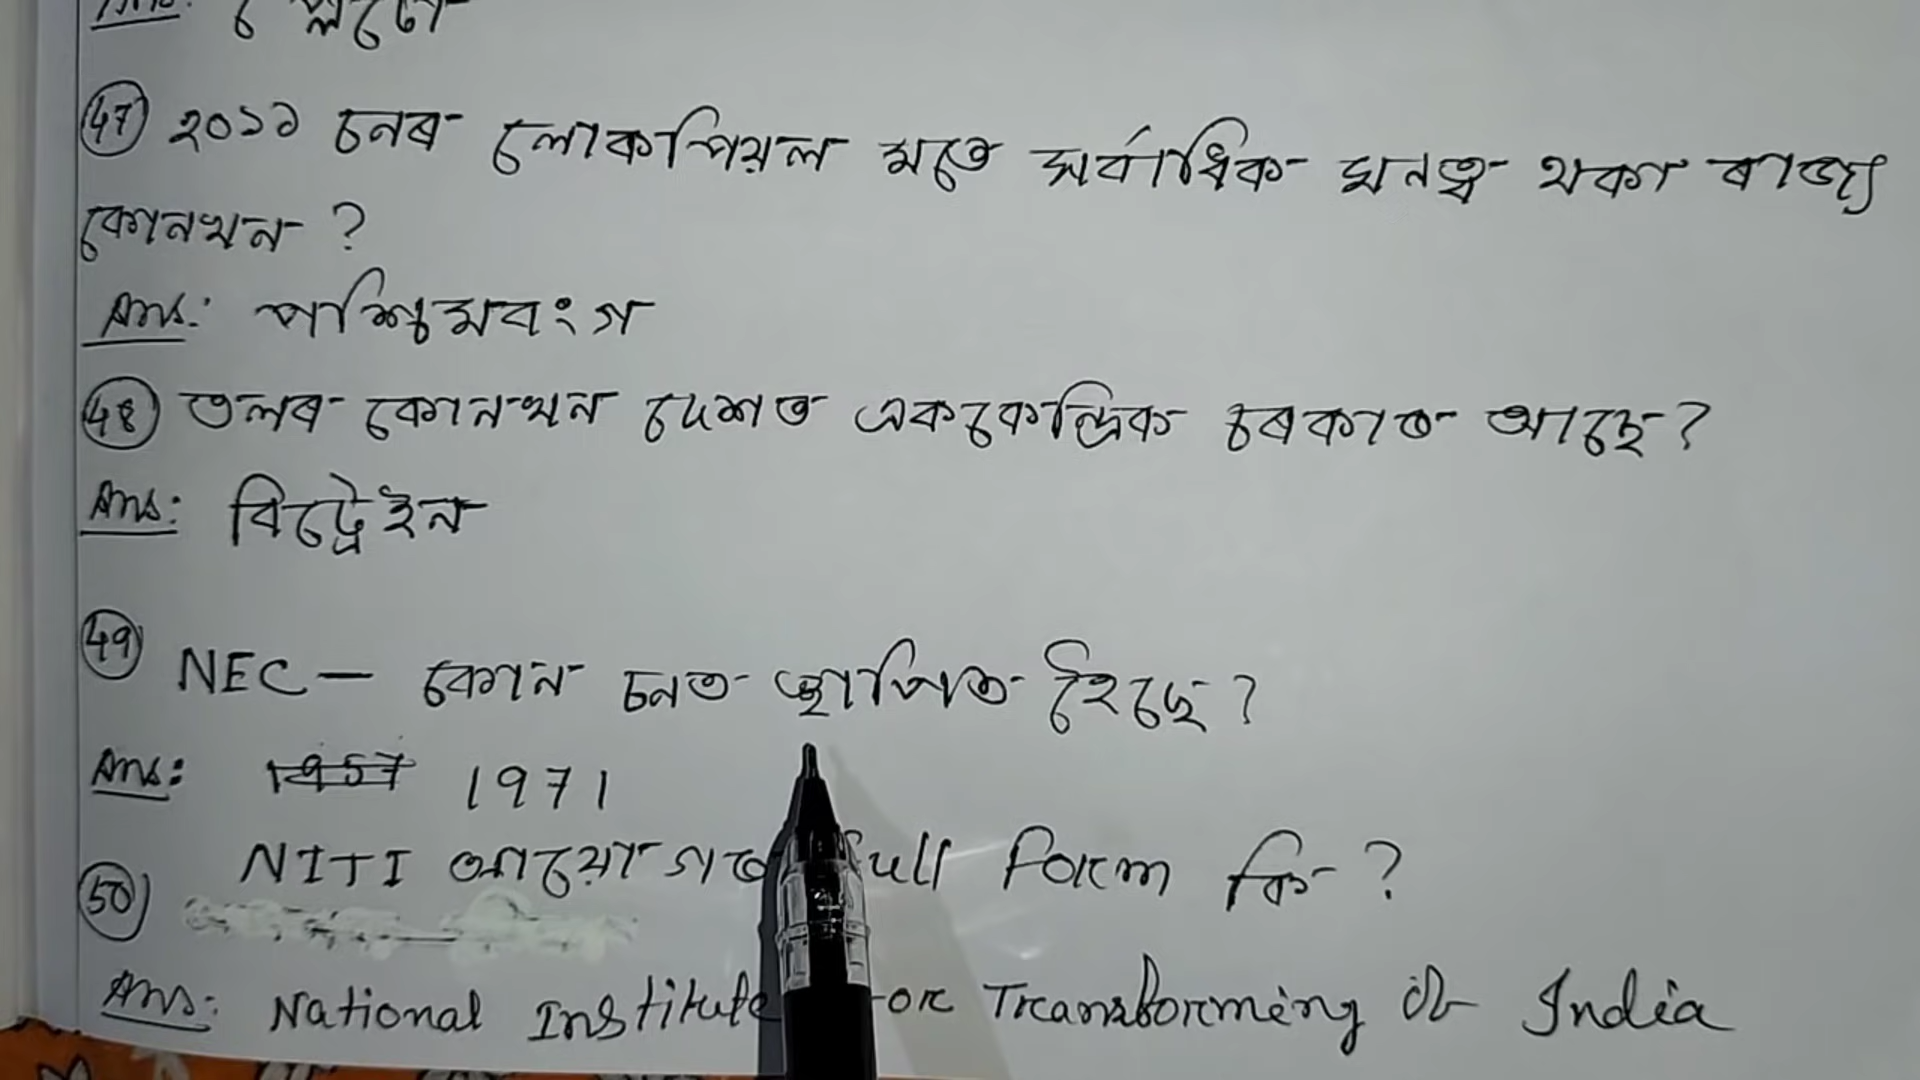 Ans: প্লেটো
47 ২০১১ চনৰ লোকপিয়ল মতে সৰ্বাধিক ঘনত্ব থকা ৰাজ্য
কোনখন ?
Ans: পশ্চিমবংগ
48 তলৰ কোনখন দেশত এককেন্দ্ৰিক চৰকাত আছে ?
Ans: বিট্ৰেইন
49 NEC — কোন চনত স্থাপিত হৈছে ?
Ans: 1957 1971
NITI আয়োগৰ full form কি ?
50
Ans: National Institute For Transforming of India